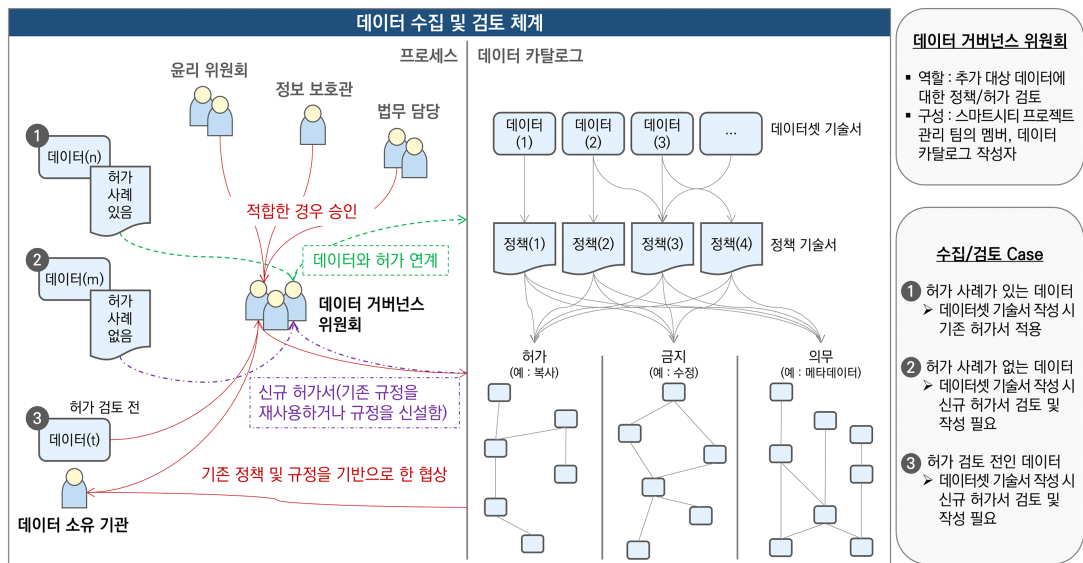 데이터 수집 및 검토 체계
프로세스
데이터 카탈로그
윤리 위원회
정보 보호관
법무 담당
1
데이터(n)
허가
사례
있음
적합한 경우 승인
데이터와 허가 연계
2
데이터(m)
허가
사례
없음
데이터 거버넌스
위원회
신규 허가서(기존 규정을
재사용하거나 규정을 신설함)
허가 검토 전
3
데이터(t)
기존 정책 및 규정을 기반으로 한 협상
데이터 소유 기관
데이터
(1)
데이터
(2)
데이터
(3)
...
데이터셋 기술서
정책(1)
정책(2)
정책(3)
정책(4)
정책 기술서
허가
(예 : 복사)
금지
(예 : 수정)
의무
(예 : 메타데이터)
데이터 거버넌스 위원회
▪ 역할 : 추가 대상 데이터에
대한 정책/허가 검토
▪ 구성 : 스마트시티 프로젝트
관리 팀의 멤버, 데이터
카탈로그 작성자
수집/검토 Case
1 허가 사례가 있는 데이터
➢ 데이터셋 기술서 작성 시
기존 허가서 적용
2 허가 사례가 없는 데이터
➢ 데이터셋 기술서 작성 시
신규 허가서 검토 및
작성 필요
3 허가 검토 전인 데이터
➢ 데이터셋 기술서 작성 시
신규 허가서 검토 및
작성 필요